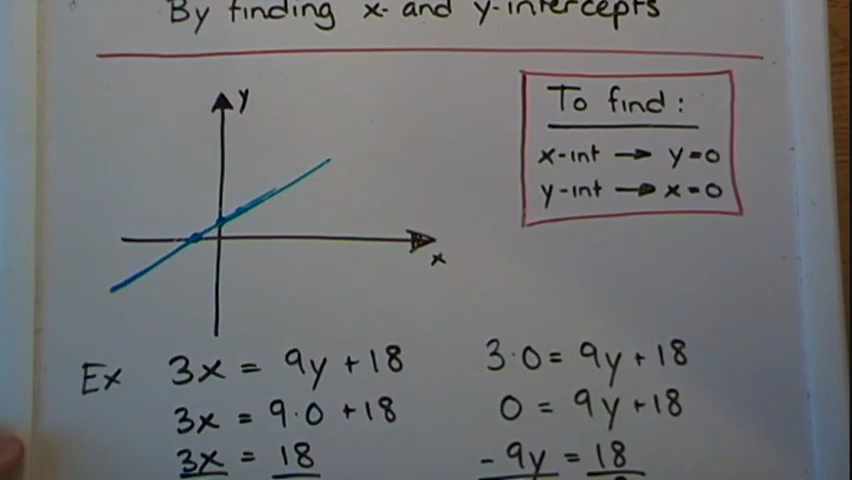 By finding x- and y-intercepts
y
x
To find:
x-int → y=0
y-int → x=0
Ex 3x = 9y + 18
3x = 9·0 + 18
3x = 18
3·0 = 9y + 18
0 = 9y + 18
-9y = 18